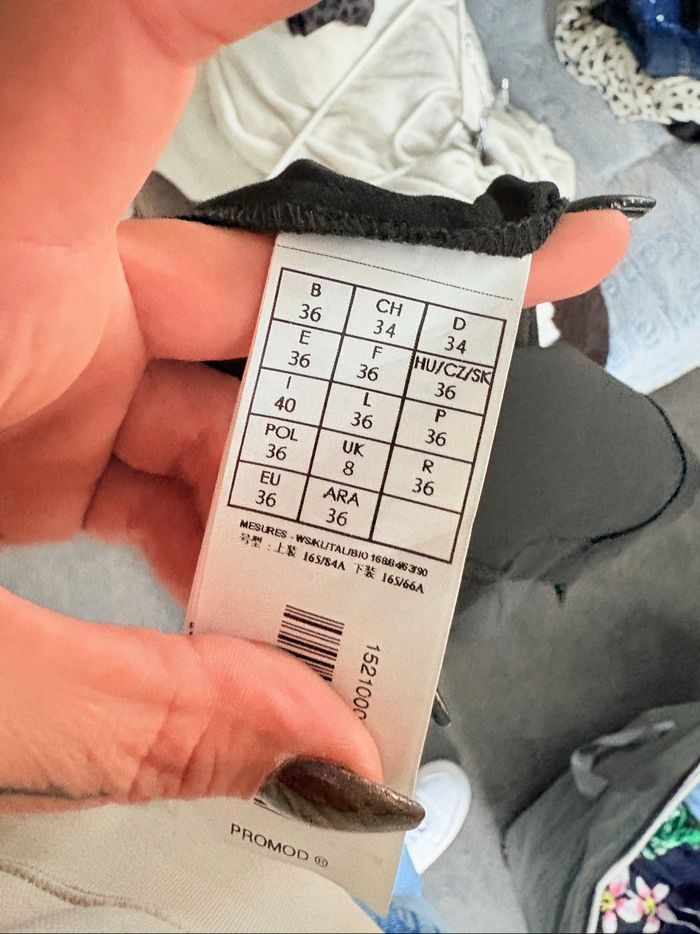 B CH D
36 34 34
E F HU/CZ/SK
36 36 36
I L P
40 36 36
POL UK R
36 8 36
EU ARA
36 36
MESURES - WS/KL/TAL/B/O 168/84/63/90
号型 : 上装 165/84A 下装 165/66A
1521000
PROMOD ®